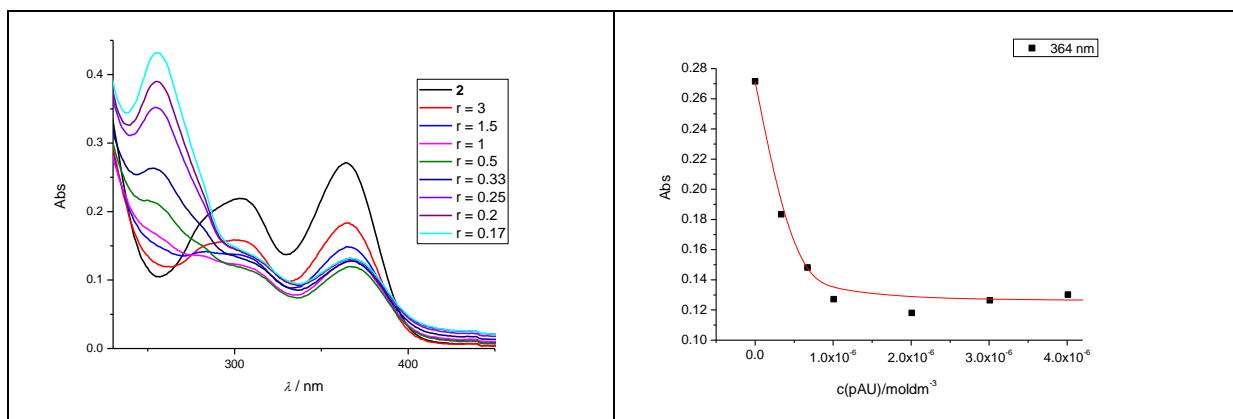 0.4
0.3
0.2
0.1
0.0
Abs
300
400
λ / nm
2
r = 3
r = 1.5
r = 1
r = 0.5
r = 0.33
r = 0.25
r = 0.2
r = 0.17
364 nm
0.28
0.26
0.24
0.22
0.20
0.18
0.16
0.14
0.12
0.10
Abs
0.0
1.0x10⁻⁶
2.0x10⁻⁶
3.0x10⁻⁶
4.0x10⁻⁶
c(pAU)/moldm⁻³